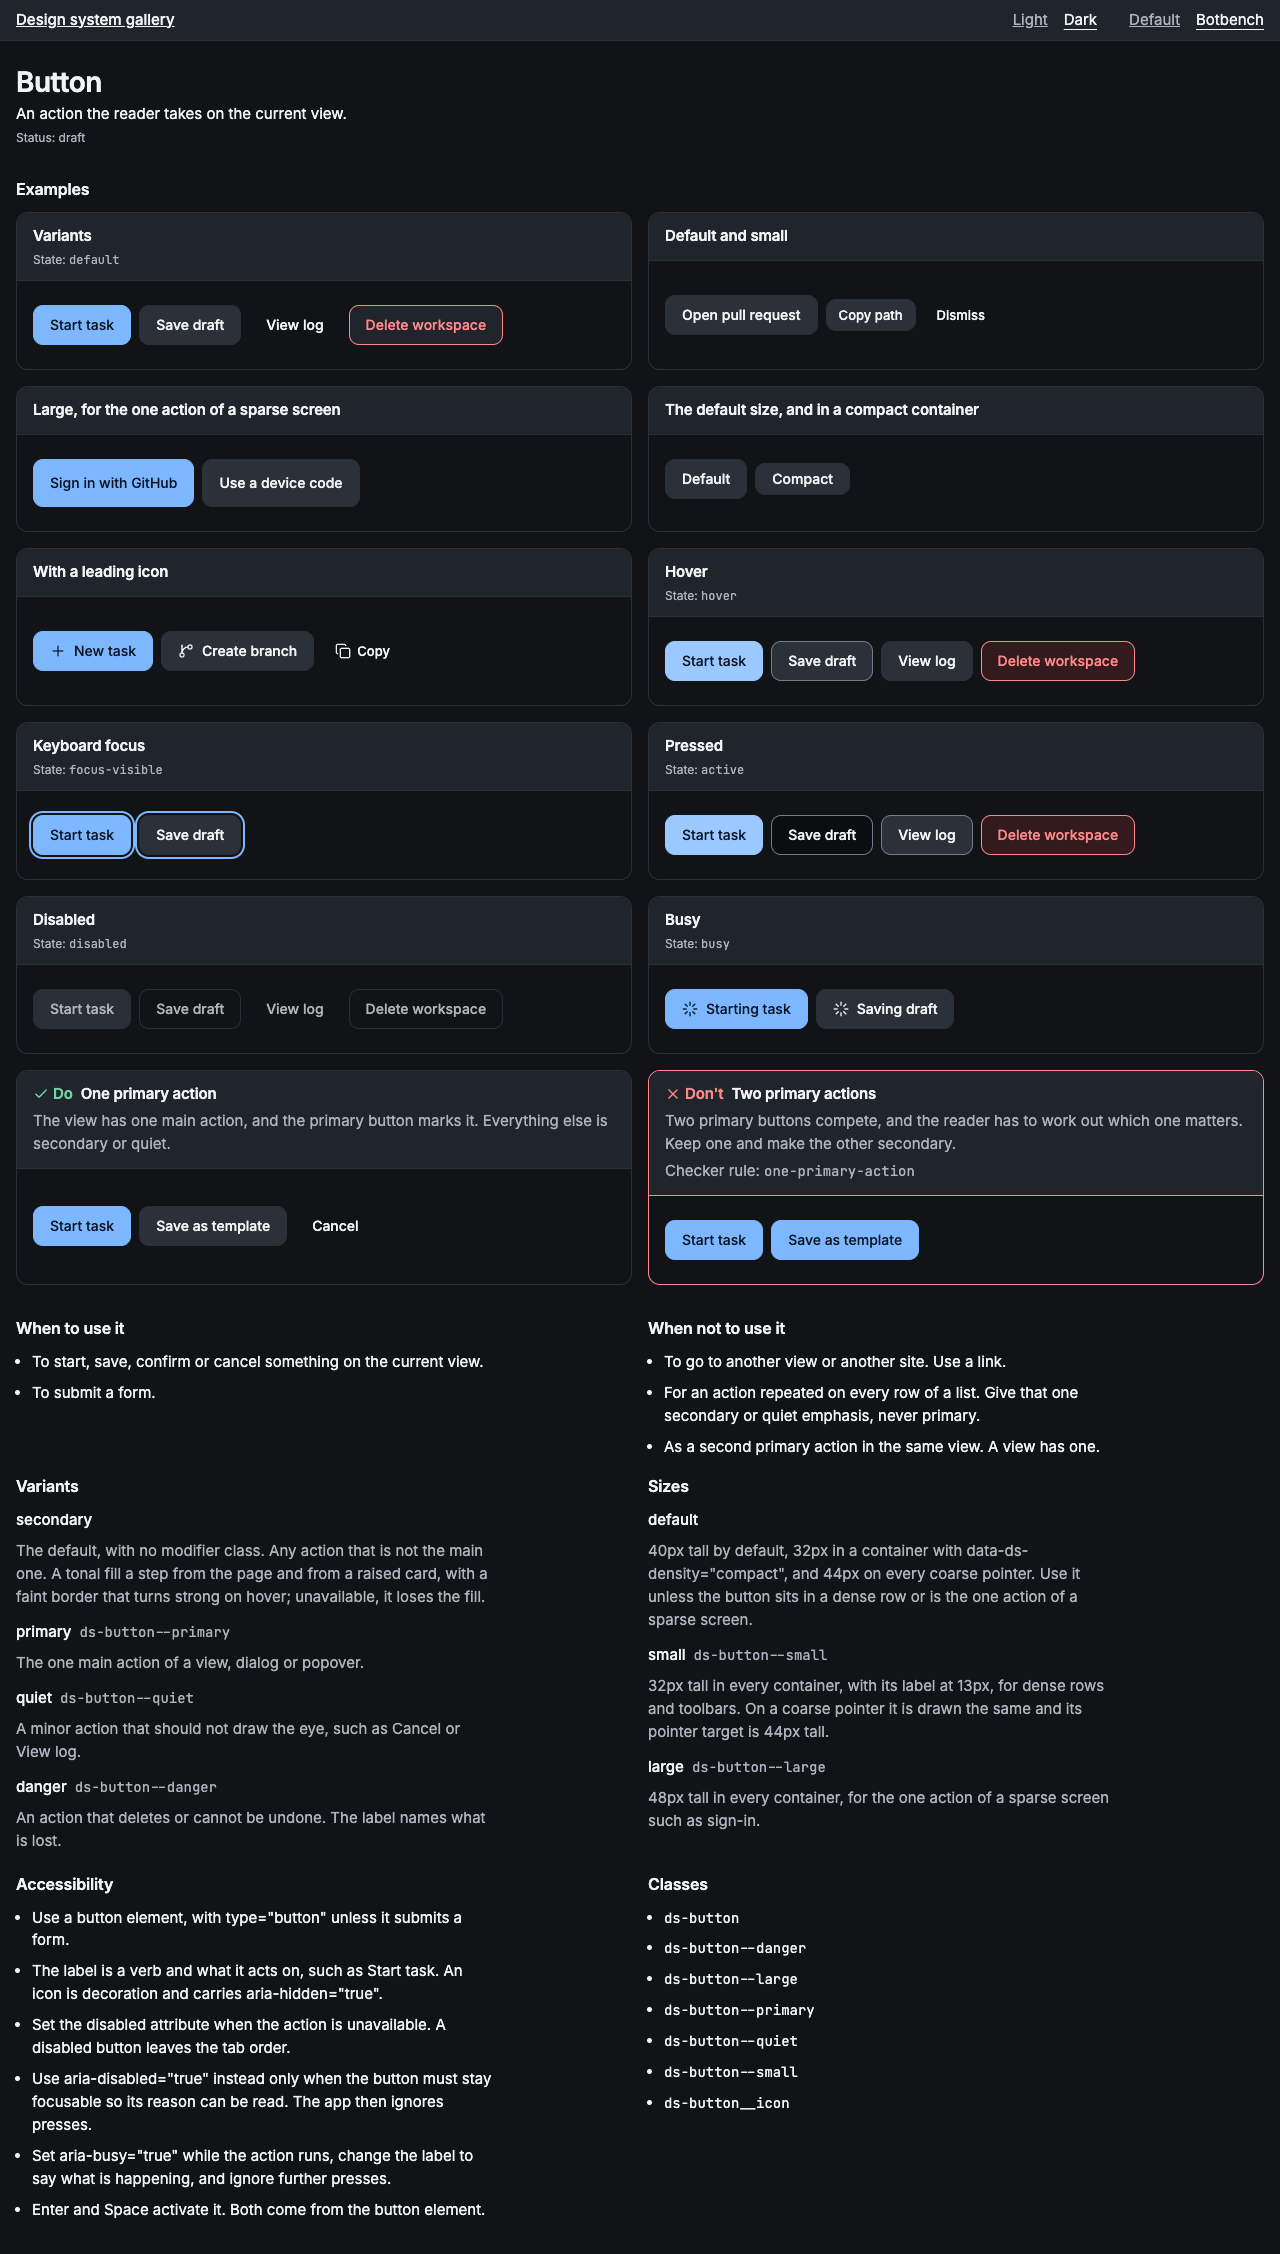 Design system gallery
Light Dark Default Botbench
Button
An action the reader takes on the current view.
Status: draft
Examples
Variants
State: default
Start task Save draft View log Delete workspace
Default and small
Open pull request Copy path Dismiss
Large, for the one action of a sparse screen
Sign in with GitHub Use a device code
The default size, and in a compact container
Default Compact
With a leading icon
New task Create branch Copy
Hover
State: hover
Start task Save draft View log Delete workspace
Keyboard focus
State: focus-visible
Start task Save draft
Pressed
State: active
Start task Save draft View log Delete workspace
Disabled
State: disabled
Start task Save draft View log Delete workspace
Busy
State: busy
Starting task Saving draft
Do One primary action
The view has one main action, and the primary button marks it. Everything else is
secondary or quiet.
Start task Save as template Cancel
Don't Two primary actions
Two primary buttons compete, and the reader has to work out which one matters.
Keep one and make the other secondary.
Checker rule: one-primary-action
Start task Save as template
When to use it
• To start, save, confirm or cancel something on the current view.
• To submit a form.
When not to use it
• To go to another view or another site. Use a link.
• For an action repeated on every row of a list. Give that one
secondary or quiet emphasis, never primary.
• As a second primary action in the same view. A view has one.
Variants
secondary
The default, with no modifier class. Any action that is not the main
one. A tonal fill a step from the page and from a raised card, with a
faint border that turns strong on hover; unavailable, it loses the fill.
primary ds-button--primary
The one main action of a view, dialog or popover.
quiet ds-button--quiet
A minor action that should not draw the eye, such as Cancel or
View log.
danger ds-button--danger
An action that deletes or cannot be undone. The label names what
is lost.
Sizes
default
40px tall by default, 32px in a container with data-ds-
density="compact", and 44px on every coarse pointer. Use it
unless the button sits in a dense row or is the one action of a
sparse screen.
small ds-button--small
32px tall in every container, with its label at 13px, for dense rows
and toolbars. On a coarse pointer it is drawn the same and its
pointer target is 44px tall.
large ds-button--large
48px tall in every container, for the one action of a sparse screen
such as sign-in.
Accessibility
• Use a button element, with type="button" unless it submits a
form.
• The label is a verb and what it acts on, such as Start task. An
icon is decoration and carries aria-hidden="true".
• Set the disabled attribute when the action is unavailable. A
disabled button leaves the tab order.
• Use aria-disabled="true" instead only when the button must stay
focusable so its reason can be read. The app then ignores
presses.
• Set aria-busy="true" while the action runs, change the label to
say what is happening, and ignore further presses.
• Enter and Space activate it. Both come from the button element.
Classes
• ds-button
• ds-button--danger
• ds-button--large
• ds-button--primary
• ds-button--quiet
• ds-button--small
• ds-button__icon